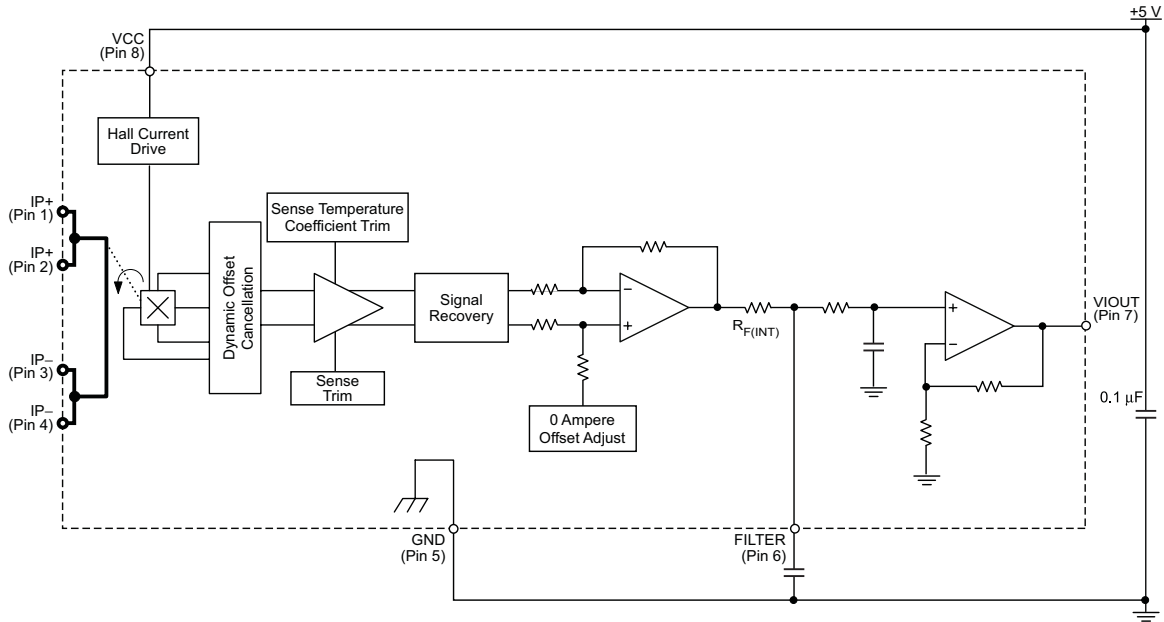 +5 V
VCC
(Pin 8)
Hall Current
Drive
IP+
(Pin 1)
IP+
(Pin 2)
IP−
(Pin 3)
IP−
(Pin 4)
Dynamic Offset
Cancellation
Sense Temperature
Coefficient Trim
Sense
Trim
Signal
Recovery
0 Ampere
Offset Adjust
RF(INT)
VIOUT
(Pin 7)
0.1 µF
GND
(Pin 5)
FILTER
(Pin 6)